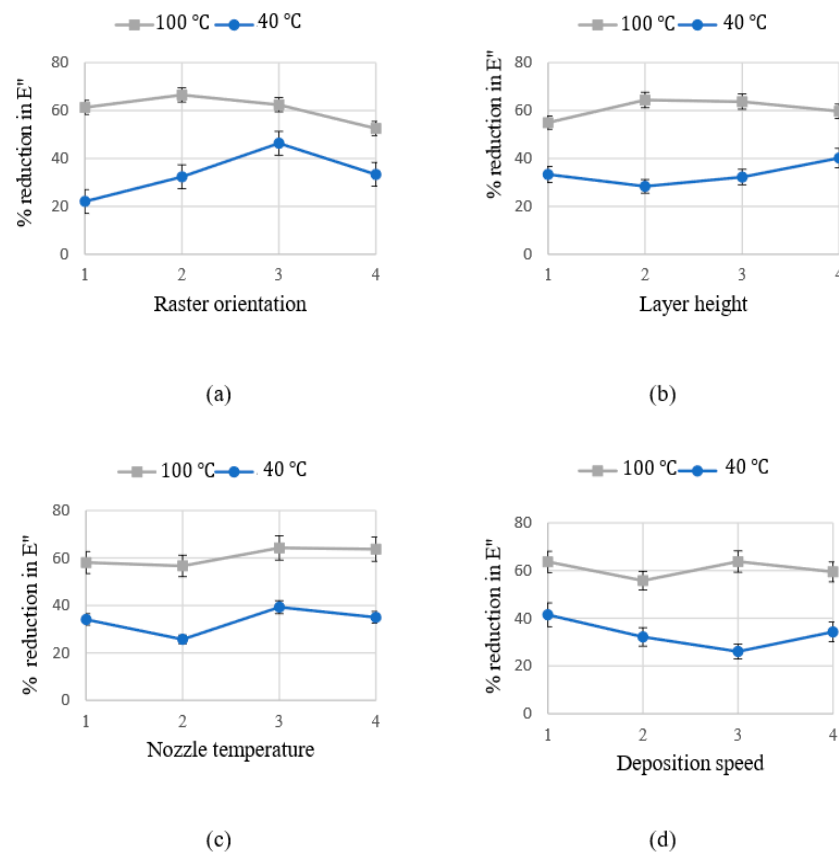 100 ℃ 40 ℃
% reduction in E"
80
60
40
20
0
1 2 3 4
Raster orientation
(a)
100 ℃ 40 ℃
% reduction in E"
80
60
40
20
0
1 2 3 4
Layer height
(b)
100 ℃ 40 ℃
% reduction in E"
80
60
40
20
0
1 2 3 4
Nozzle temperature
(c)
100 ℃ 40 ℃
% reduction in E"
80
60
40
20
0
1 2 3 4
Deposition speed
(d)